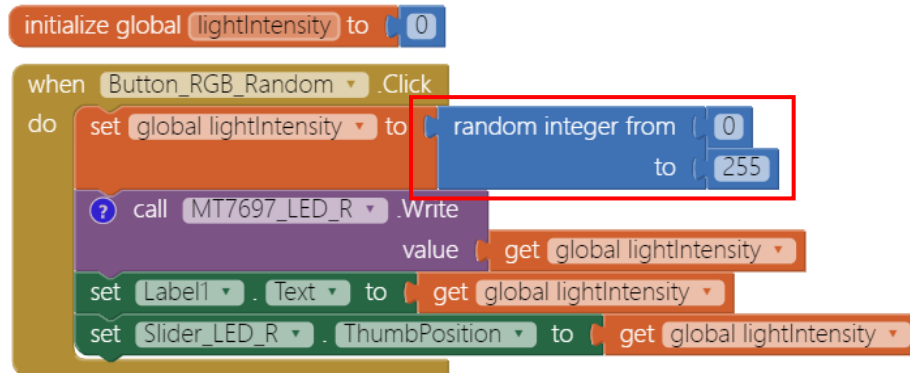 initialize global lightIntensity to 0
when Button_RGB_Random .Click
do set global lightIntensity to random integer from 0
to 255
? call MT7697_LED_R .Write
value get global lightIntensity
set Label1 . Text to get global lightIntensity
set Slider_LED_R . ThumbPosition to get global lightIntensity